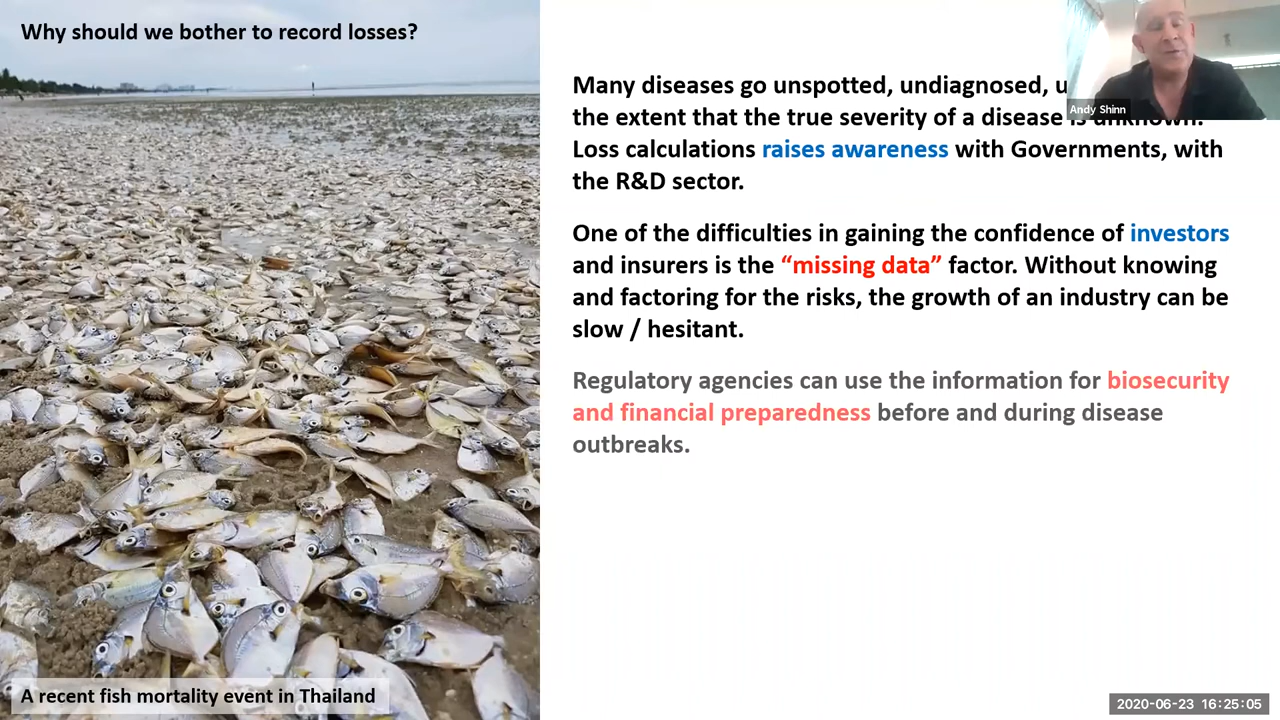 Why should we bother to record losses?
Many diseases go unspotted, undiagnosed, u
the extent that the true severity of a disease is unknown.
Loss calculations raises awareness with Governments, with
the R&D sector.
One of the difficulties in gaining the confidence of investors
and insurers is the “missing data” factor. Without knowing
and factoring for the risks, the growth of an industry can be
slow / hesitant.
Regulatory agencies can use the information for biosecurity
and financial preparedness before and during disease
outbreaks.
A recent fish mortality event in Thailand
Andy Shinn
2020-06-23 16:25:05